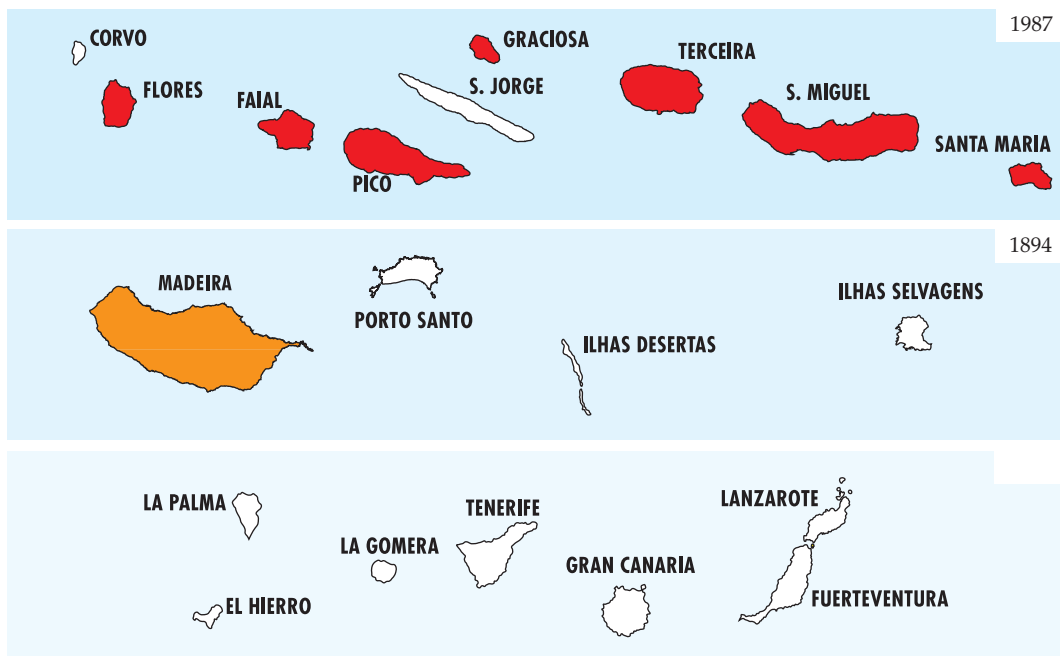 1987
CORVO
GRACIOSA
TERCEIRA
FLORES
S. JORGE
S. MIGUEL
FAIAL
SANTA MARIA
PICO
1894
MADEIRA
ILHAS SELVAGENS
PORTO SANTO
ILHAS DESERTAS
LA PALMA
LANZAROTE
TENERIFE
LA GOMERA
GRAN CANARIA
EL HIERRO
FUERTEVENTURA